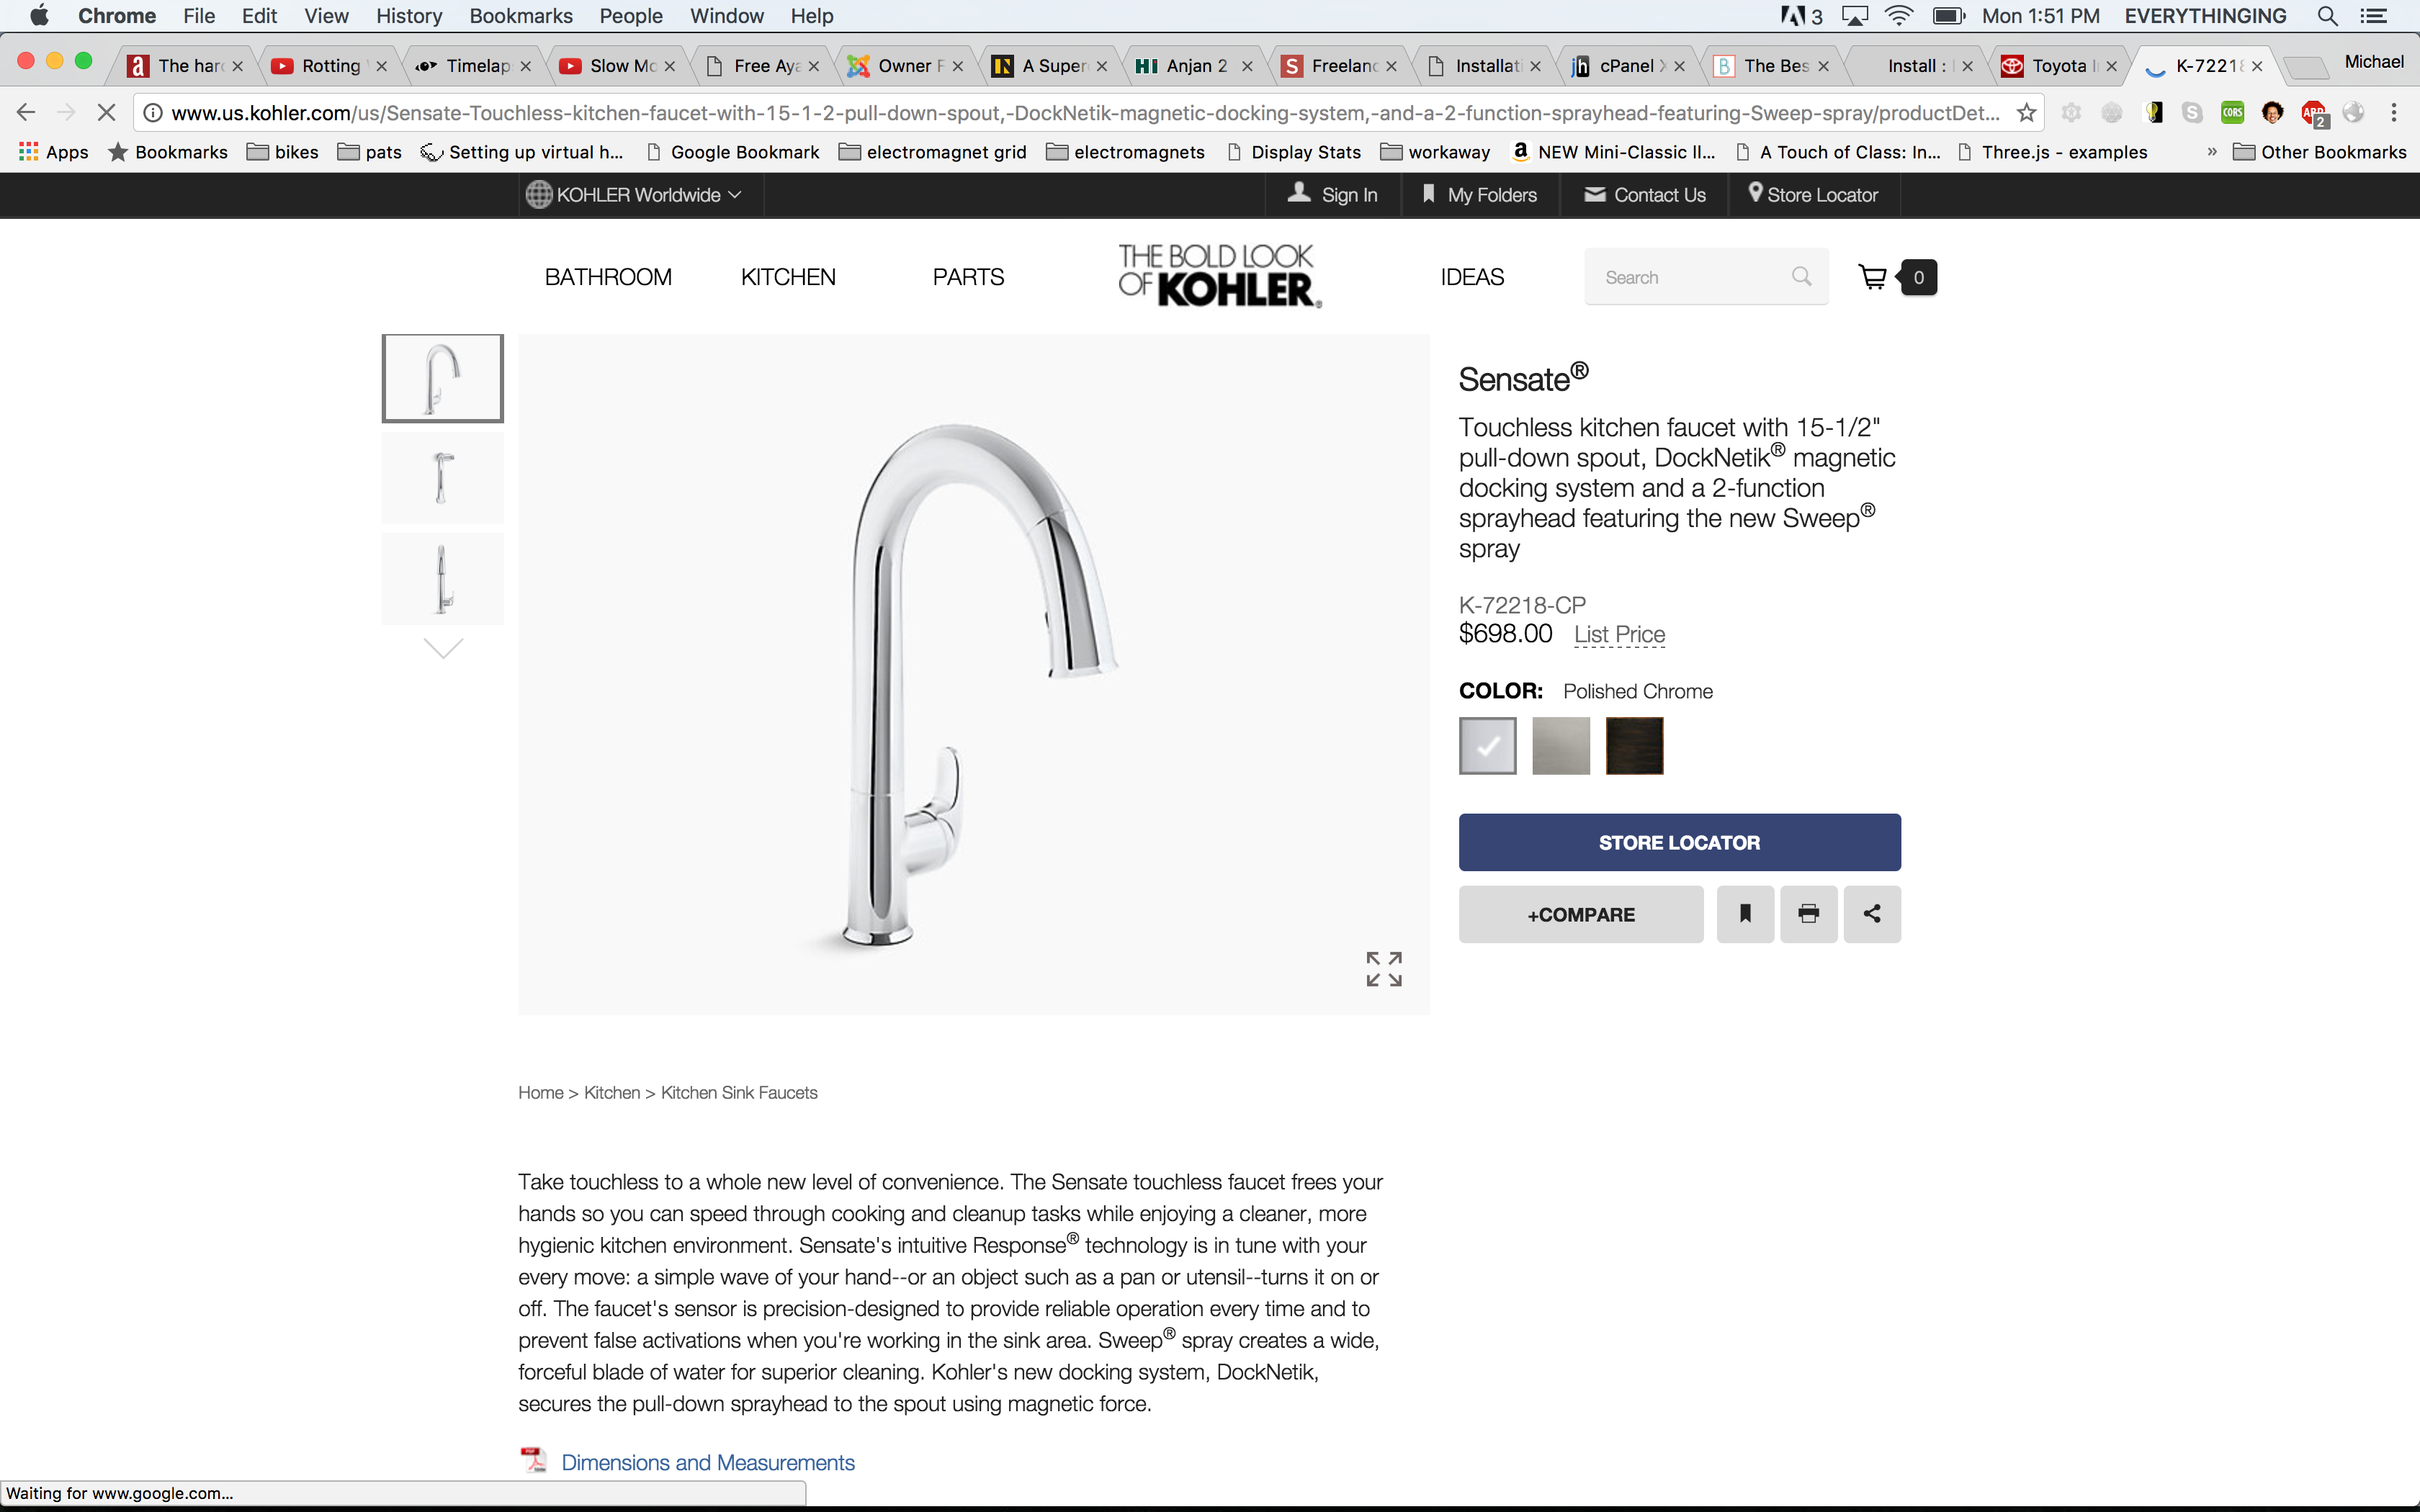 Chrome File Edit View History Bookmarks People Window Help 3 Mon 1:51 PM EVERYTHINGING
The har Rotting Timelap Slow Mo Free Aya Owner F A Super Anjan 2 Freelanc Installati cPanel X The Bes Install : Toyota K-72218 Michael
www.us.kohler.com/us/Sensate-Touchless-kitchen-faucet-with-15-1-2-pull-down-spout,-DockNetik-magnetic-docking-system,-and-a-2-function-sprayhead-featuring-Sweep-spray/productDet...
Apps Bookmarks bikes pats Setting up virtual h... Google Bookmark electromagnet grid electromagnets Display Stats workaway NEW Mini-Classic II... A Touch of Class: In... Three.js - examples » Other Bookmarks
KOHLER Worldwide Sign In My Folders Contact Us Store Locator
BATHROOM KITCHEN PARTS
THE BOLD LOOK
OF KOHLER®
IDEAS Search 0
Sensate®
Touchless kitchen faucet with 15-1/2"
pull-down spout, DockNetik® magnetic
docking system and a 2-function
sprayhead featuring the new Sweep®
spray
K-72218-CP
$698.00 List Price
COLOR: Polished Chrome
STORE LOCATOR
+COMPARE
Home > Kitchen > Kitchen Sink Faucets
Take touchless to a whole new level of convenience. The Sensate touchless faucet frees your
hands so you can speed through cooking and cleanup tasks while enjoying a cleaner, more
hygienic kitchen environment. Sensate's intuitive Response® technology is in tune with your
every move: a simple wave of your hand--or an object such as a pan or utensil--turns it on or
off. The faucet's sensor is precision-designed to provide reliable operation every time and to
prevent false activations when you're working in the sink area. Sweep® spray creates a wide,
forceful blade of water for superior cleaning. Kohler's new docking system, DockNetik,
secures the pull-down sprayhead to the spout using magnetic force.
Dimensions and Measurements
Waiting for www.google.com...